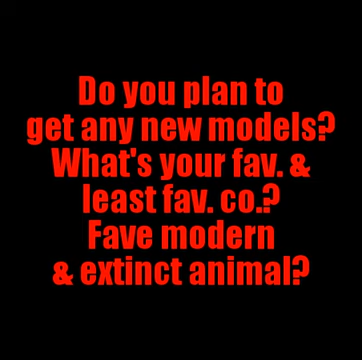 Do you plan to
get any new models?
What's your fav. &
least fav. co.?
Fave modern
& extinct animal?